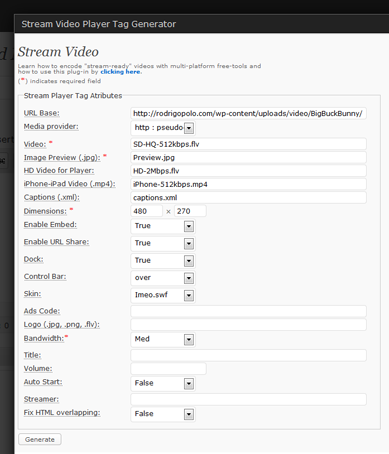 Stream Video Player Tag Generator
Stream Video
Learn how to encode "stream-ready" videos with multi-platform free-tools and
how to use this plug-in by clicking here.
(*) indicates required field
Stream Player Tag Atributes
URL Base: http://rodrigopolo.com/wp-content/uploads/video/BigBuckBunny/
Media provider: http : pseudo
Video: * SD-HQ-512kbps.flv
Image Preview (.jpg): * Preview.jpg
HD Video for Player: HD-2Mbps.flv
iPhone-iPad Video (.mp4): iPhone-512kbps.mp4
Captions (.xml): captions.xml
Dimensions: * 480 × 270
Enable Embed: True
Enable URL Share: True
Dock: True
Control Bar: over
Skin: Imeo.swf
Ads Code:
Logo (.jpg, .png, .flv):
Bandwidth:* Med
Title:
Volume:
Auto Start: False
Streamer:
Fix HTML overlapping: False
Generate